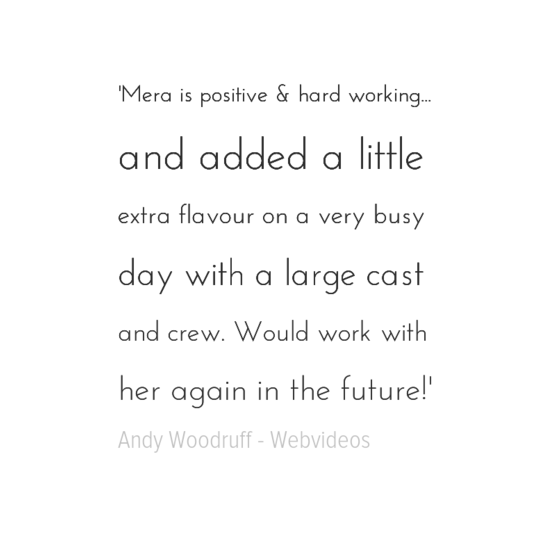 'Mera is positive & hard working...
and added a little
extra flavour on a very busy
day with a large cast
and crew. Would work with
her again in the future!'
Andy Woodruff - Webvideos